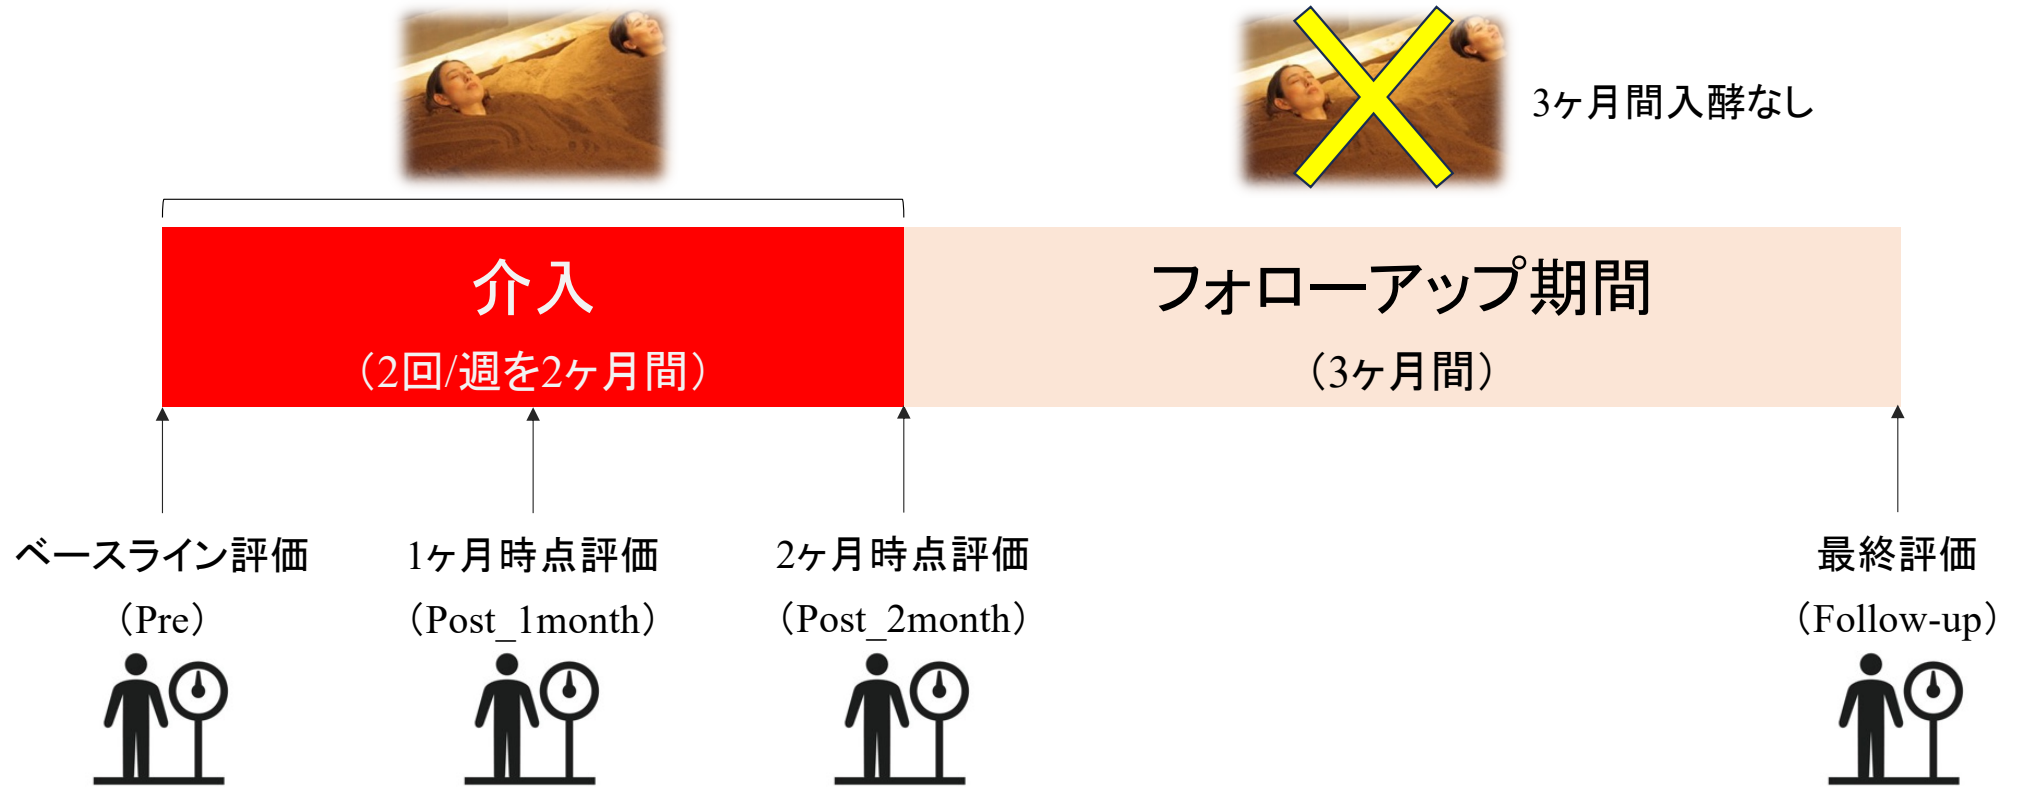 3ヶ月間入酵なし
介入
（2回/週を2ヶ月間）
フォローアップ期間
（3ヶ月間）
ベースライン評価
（Pre）
1ヶ月時点評価
（Post_1month）
2ヶ月時点評価
（Post_2month）
最終評価
（Follow-up）